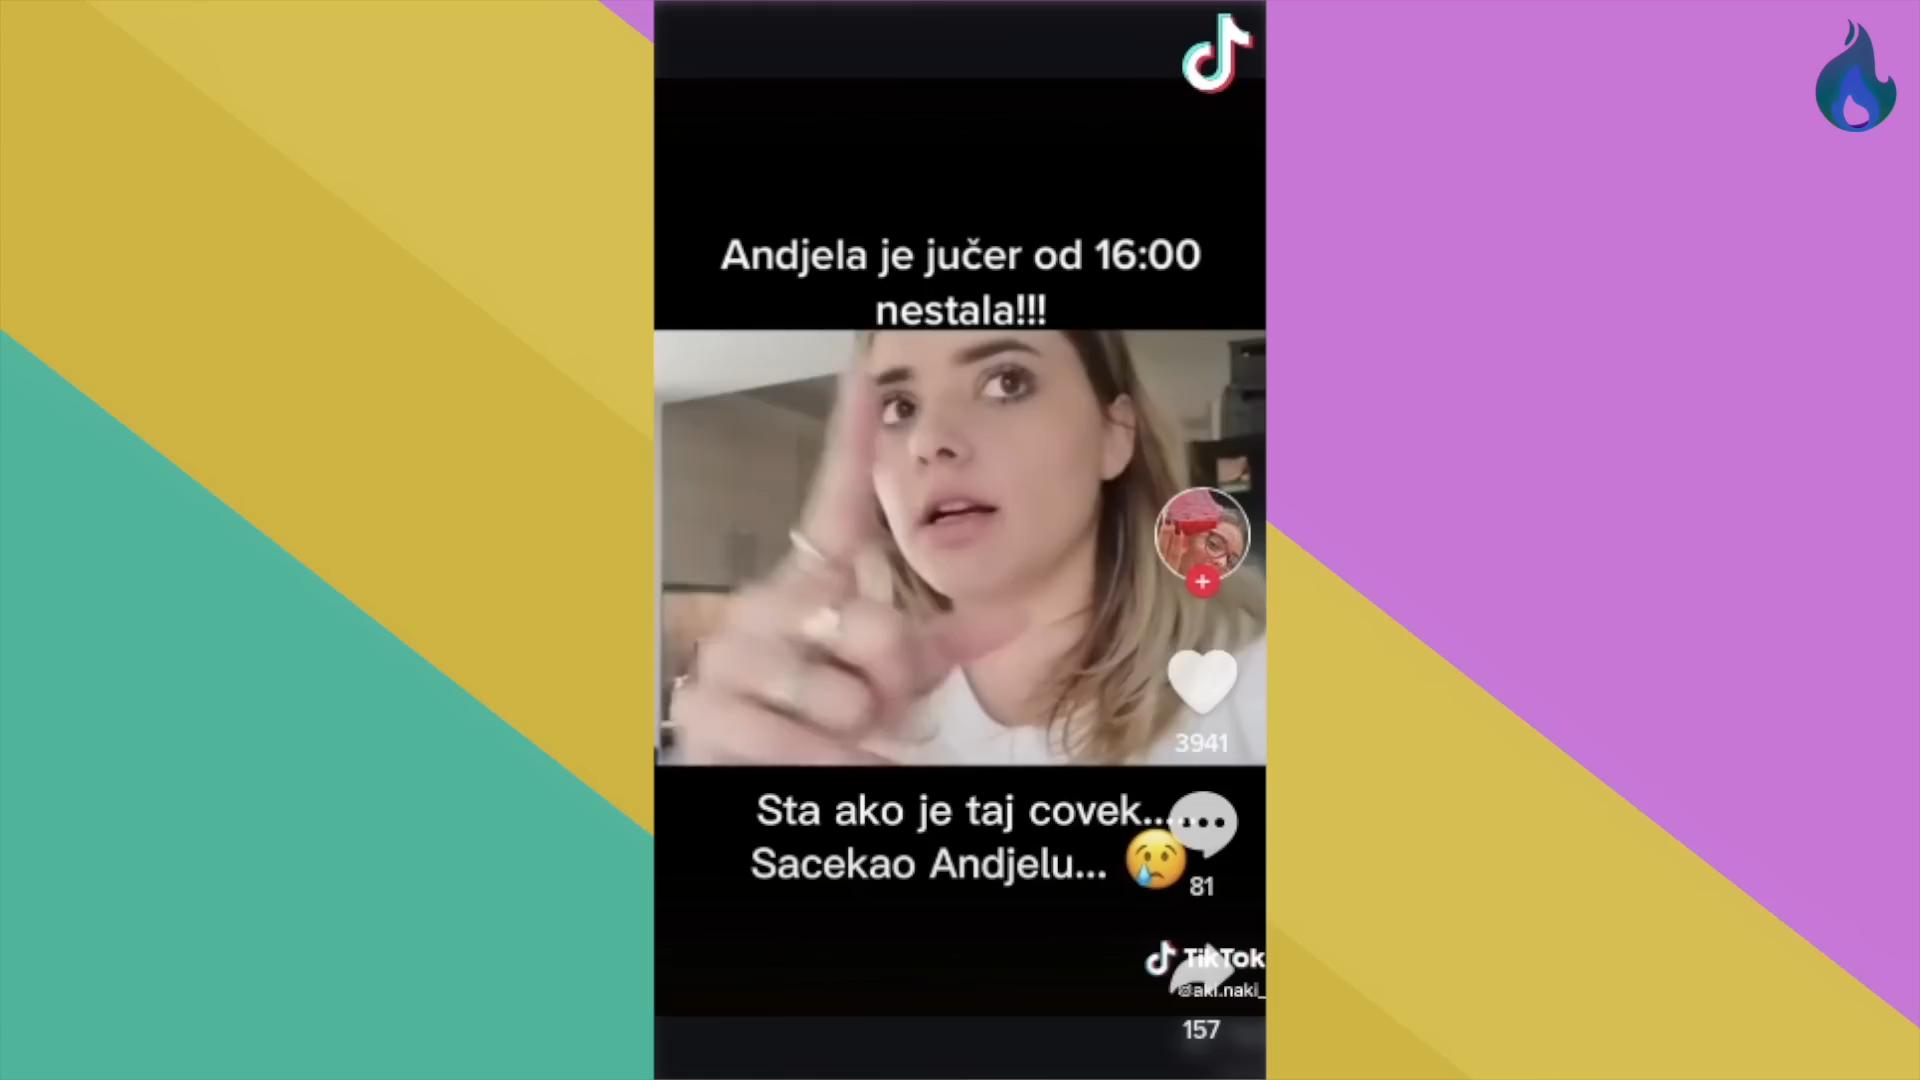 Andjela je jučer od 16:00
nestala!!!
3941
Sta ako je taj covek....
Sacekao Andjelu...
81
TikTok
@aki.naki_
157